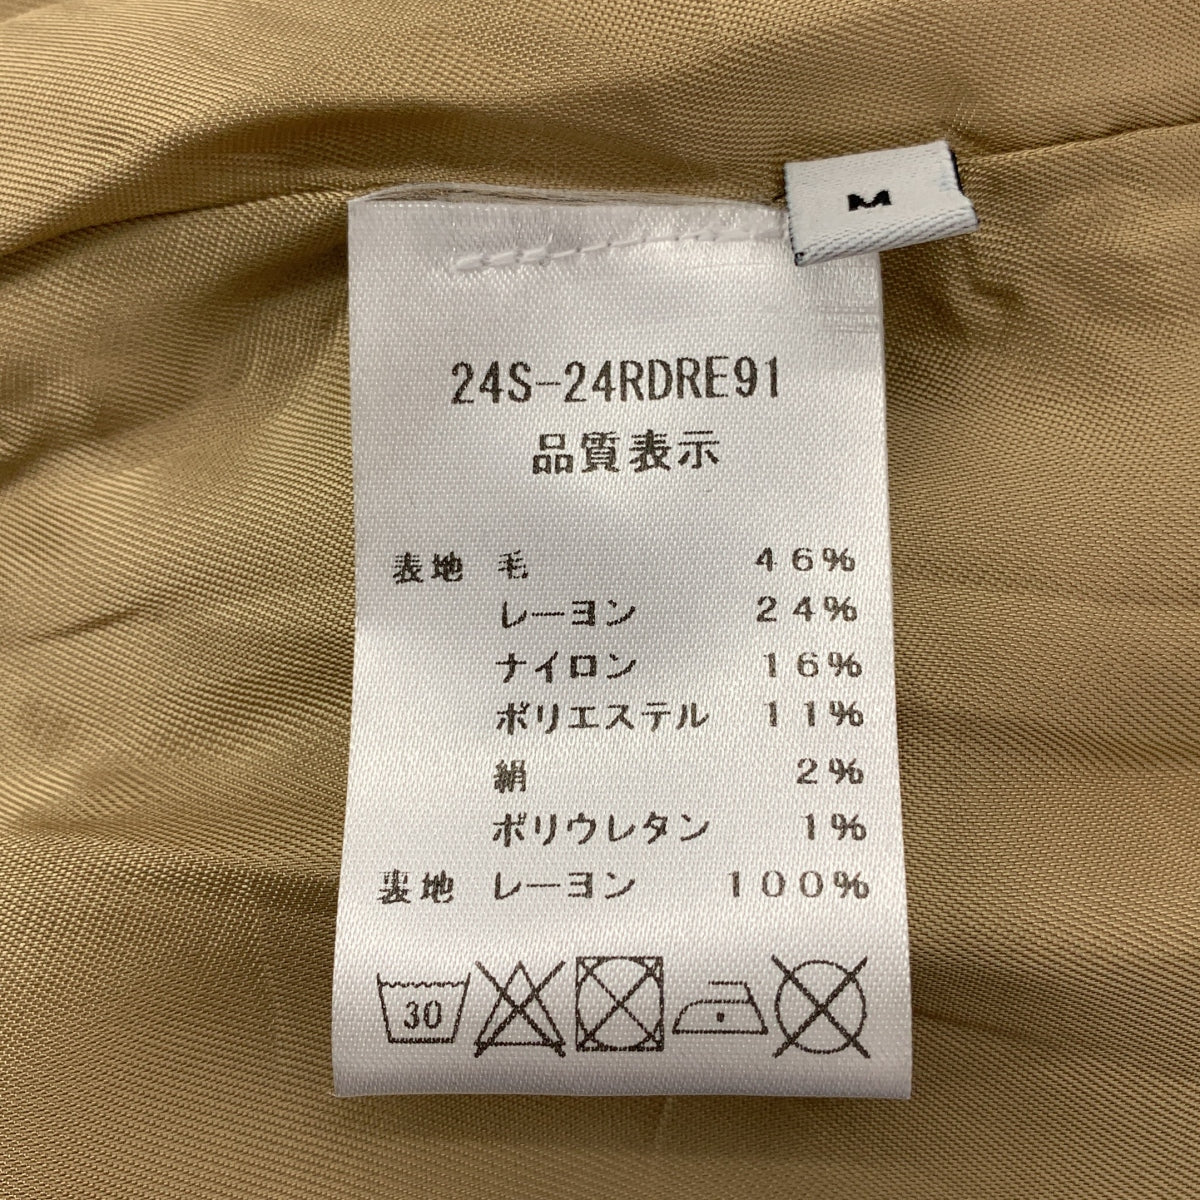 M
24S-24RDRE91
品質表示
表地 毛 46%
レーヨン 24%
ナイロン 16%
ポリエステル 11%
絹 2%
ポリウレタン 1%
裏地 レーヨン 100%
30